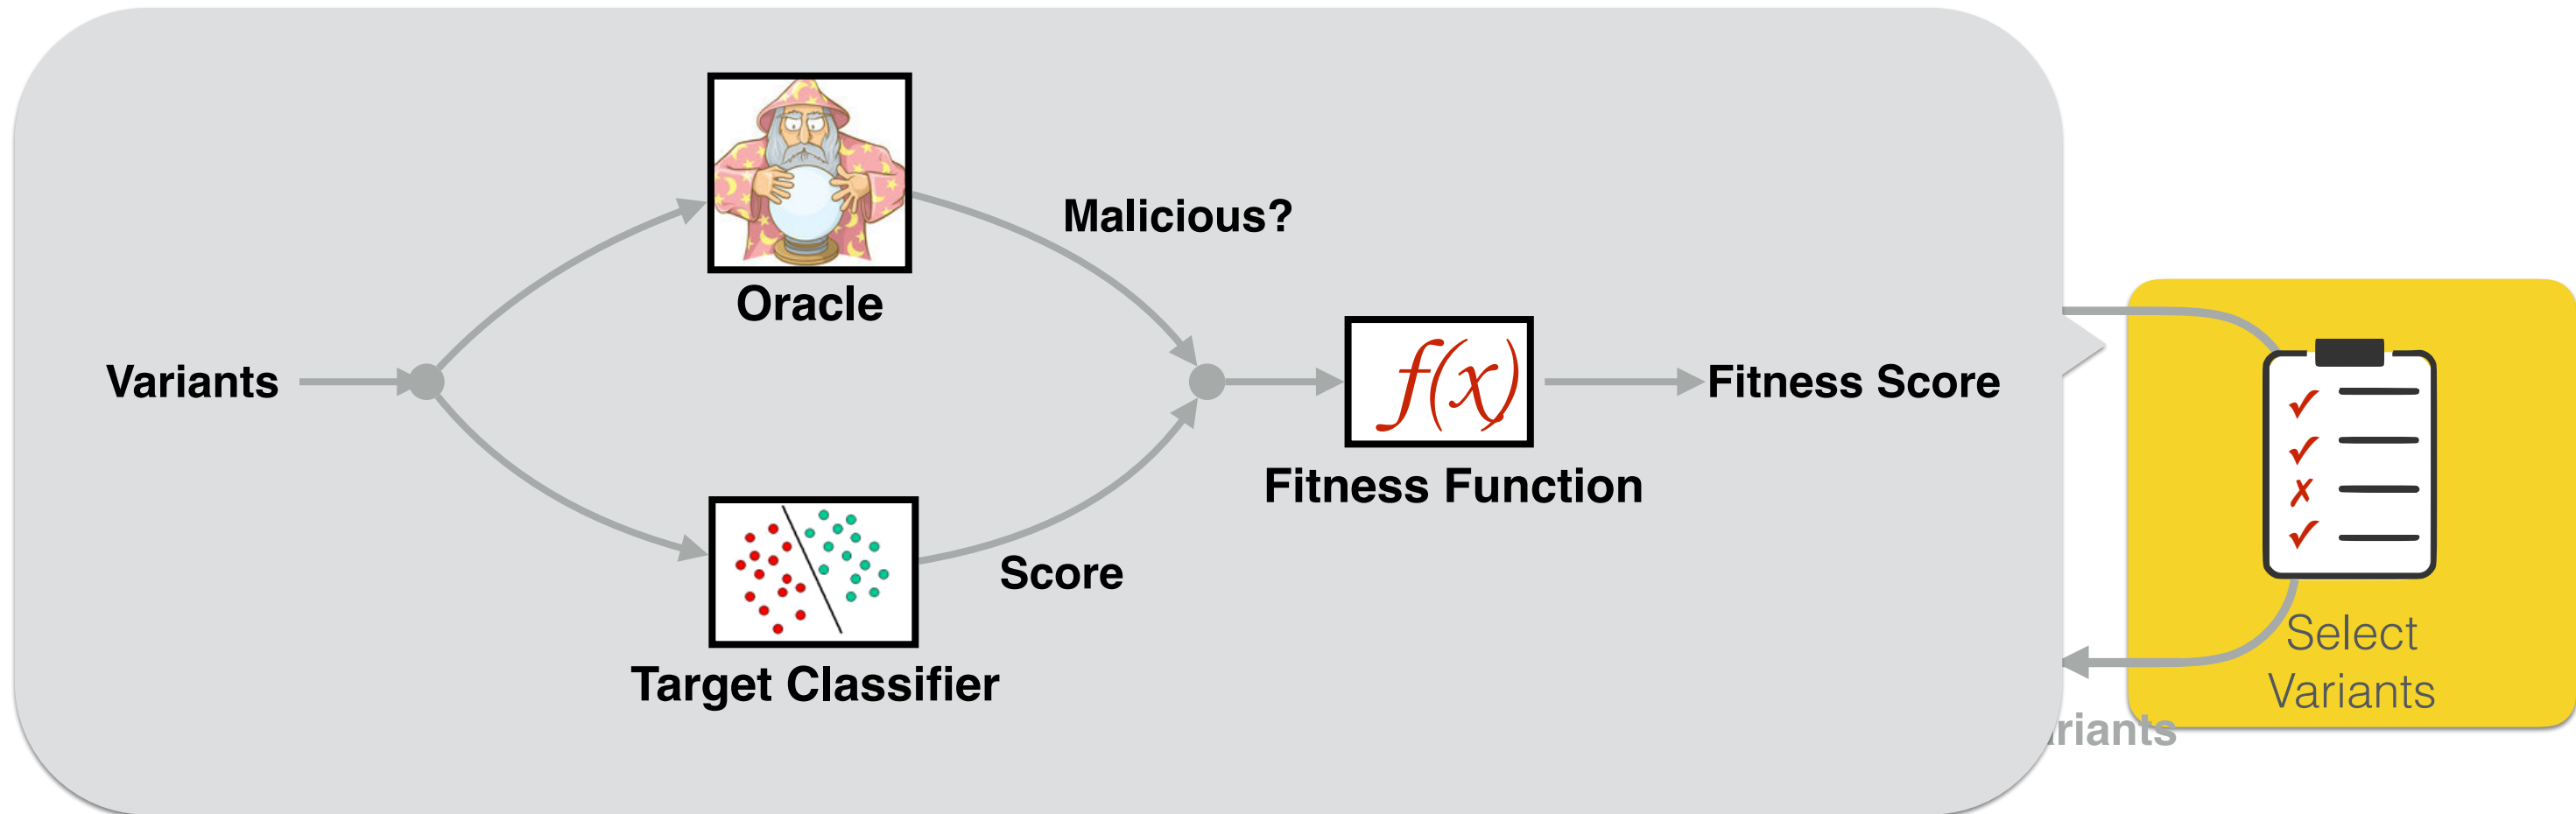 Oracle
Malicious?
Variants
f(x)
Fitness Score
Fitness Function
Score
Target Classifier
Select
Variants